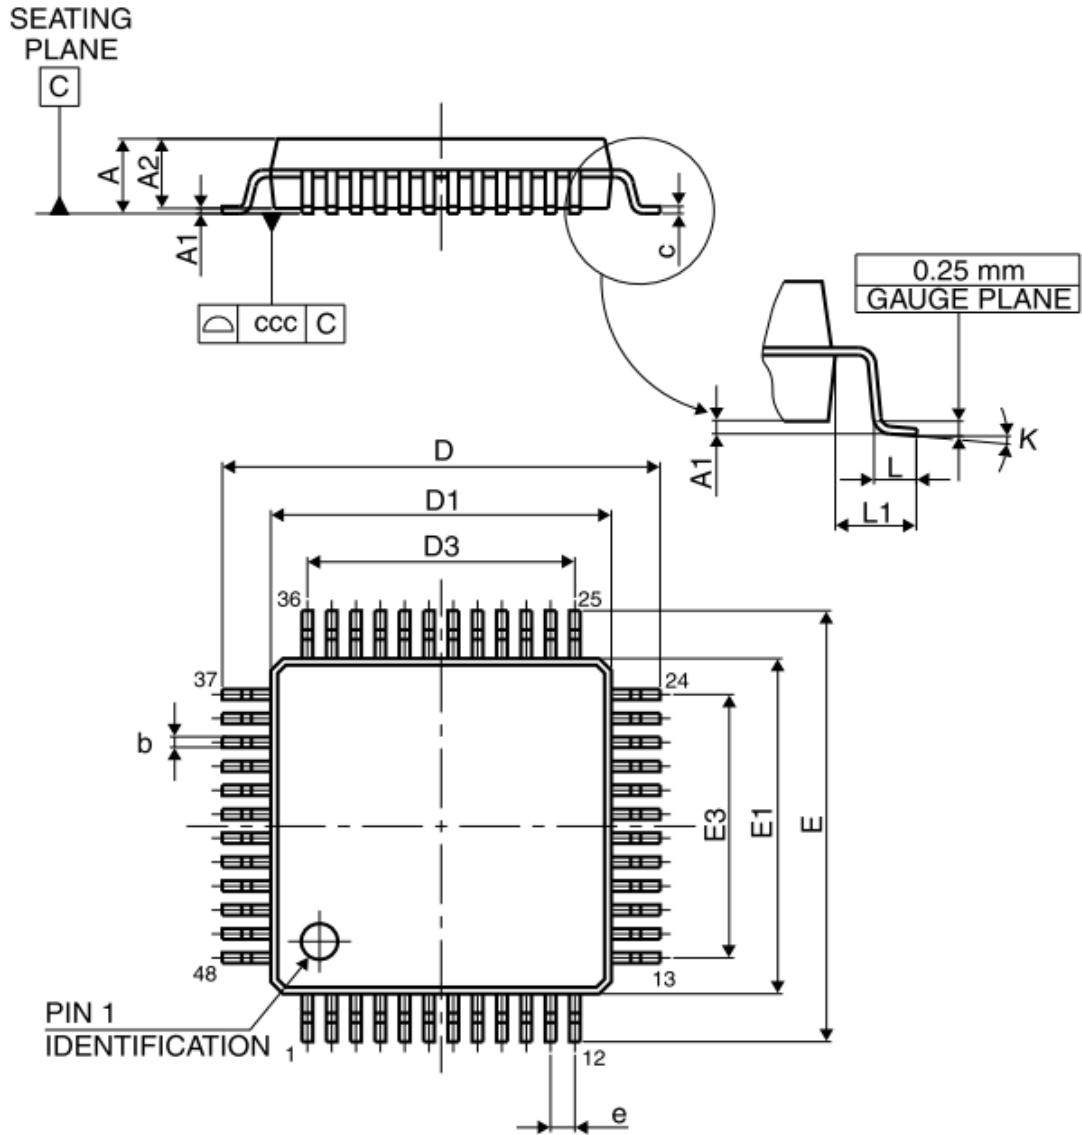 SEATING
PLANE
C
A
A2
A1
c
ccc C
0.25 mm
GAUGE PLANE
A1
K
L
L1
D
D1
D3
36
25
37
24
b
E3
E1
E
48
13
PIN 1
IDENTIFICATION
1
12
e